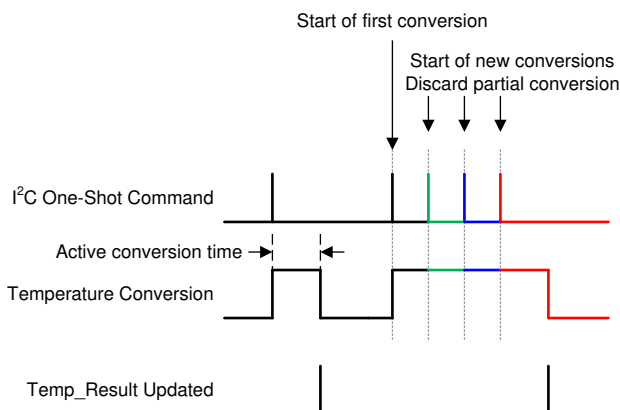 Start of first conversion
Start of new conversions
Discard partial conversion
I²C One-Shot Command
Active conversion time
Temperature Conversion
Temp_Result Updated